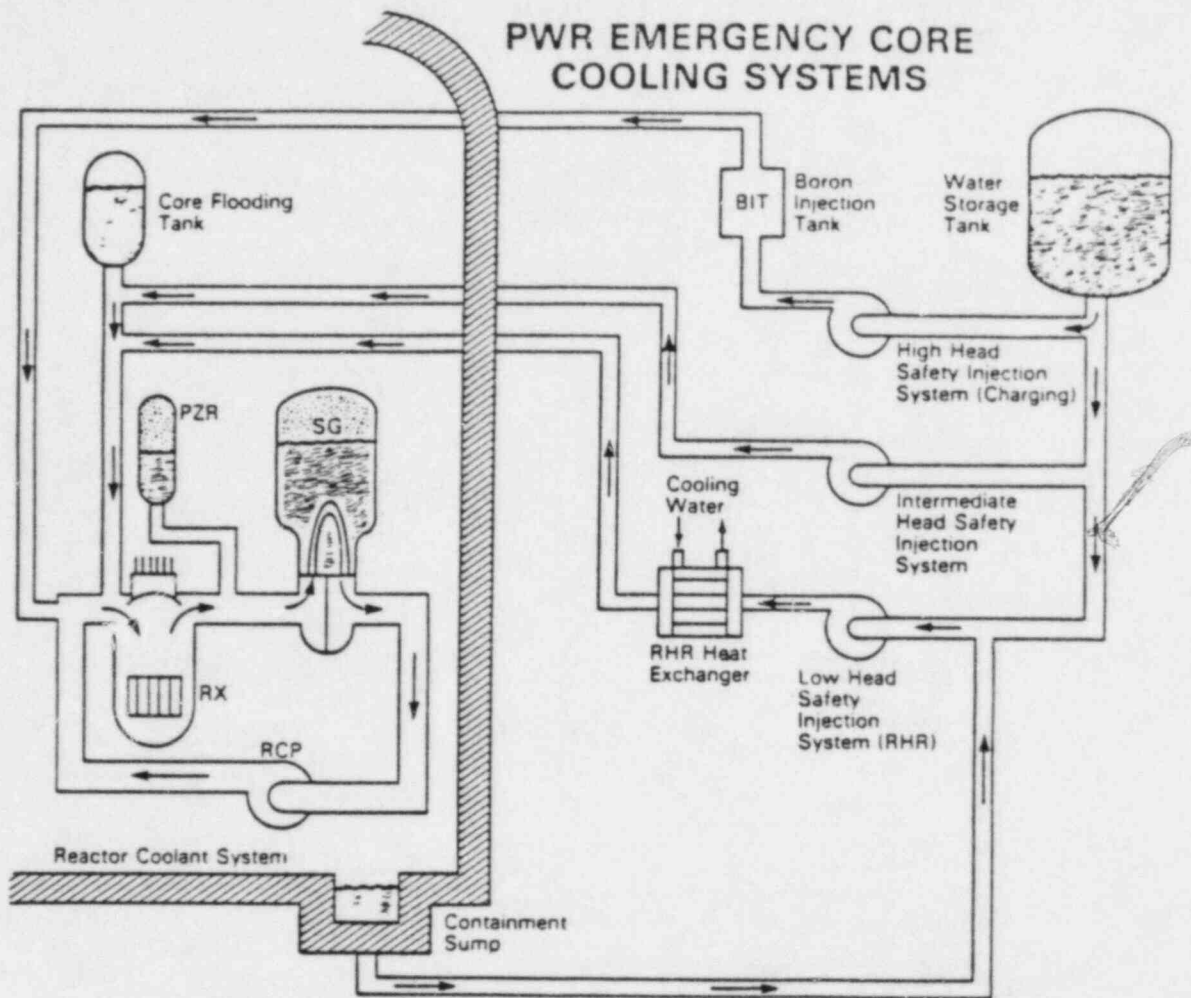 PWR EMERGENCY CORE
COOLING SYSTEMS
Core Flooding
Tank
BIT
Boron
Injection
Tank
Water
Storage
Tank
High Head
Safety Injection
System (Charging)
PZR
SG
Cooling
Water
Intermediate
Head Safety
Injection
System
RHR Heat
Exchanger
Low Head
Safety
Injection
System (RHR)
RX
RCP
Reactor Coolant System
Containment
Sump